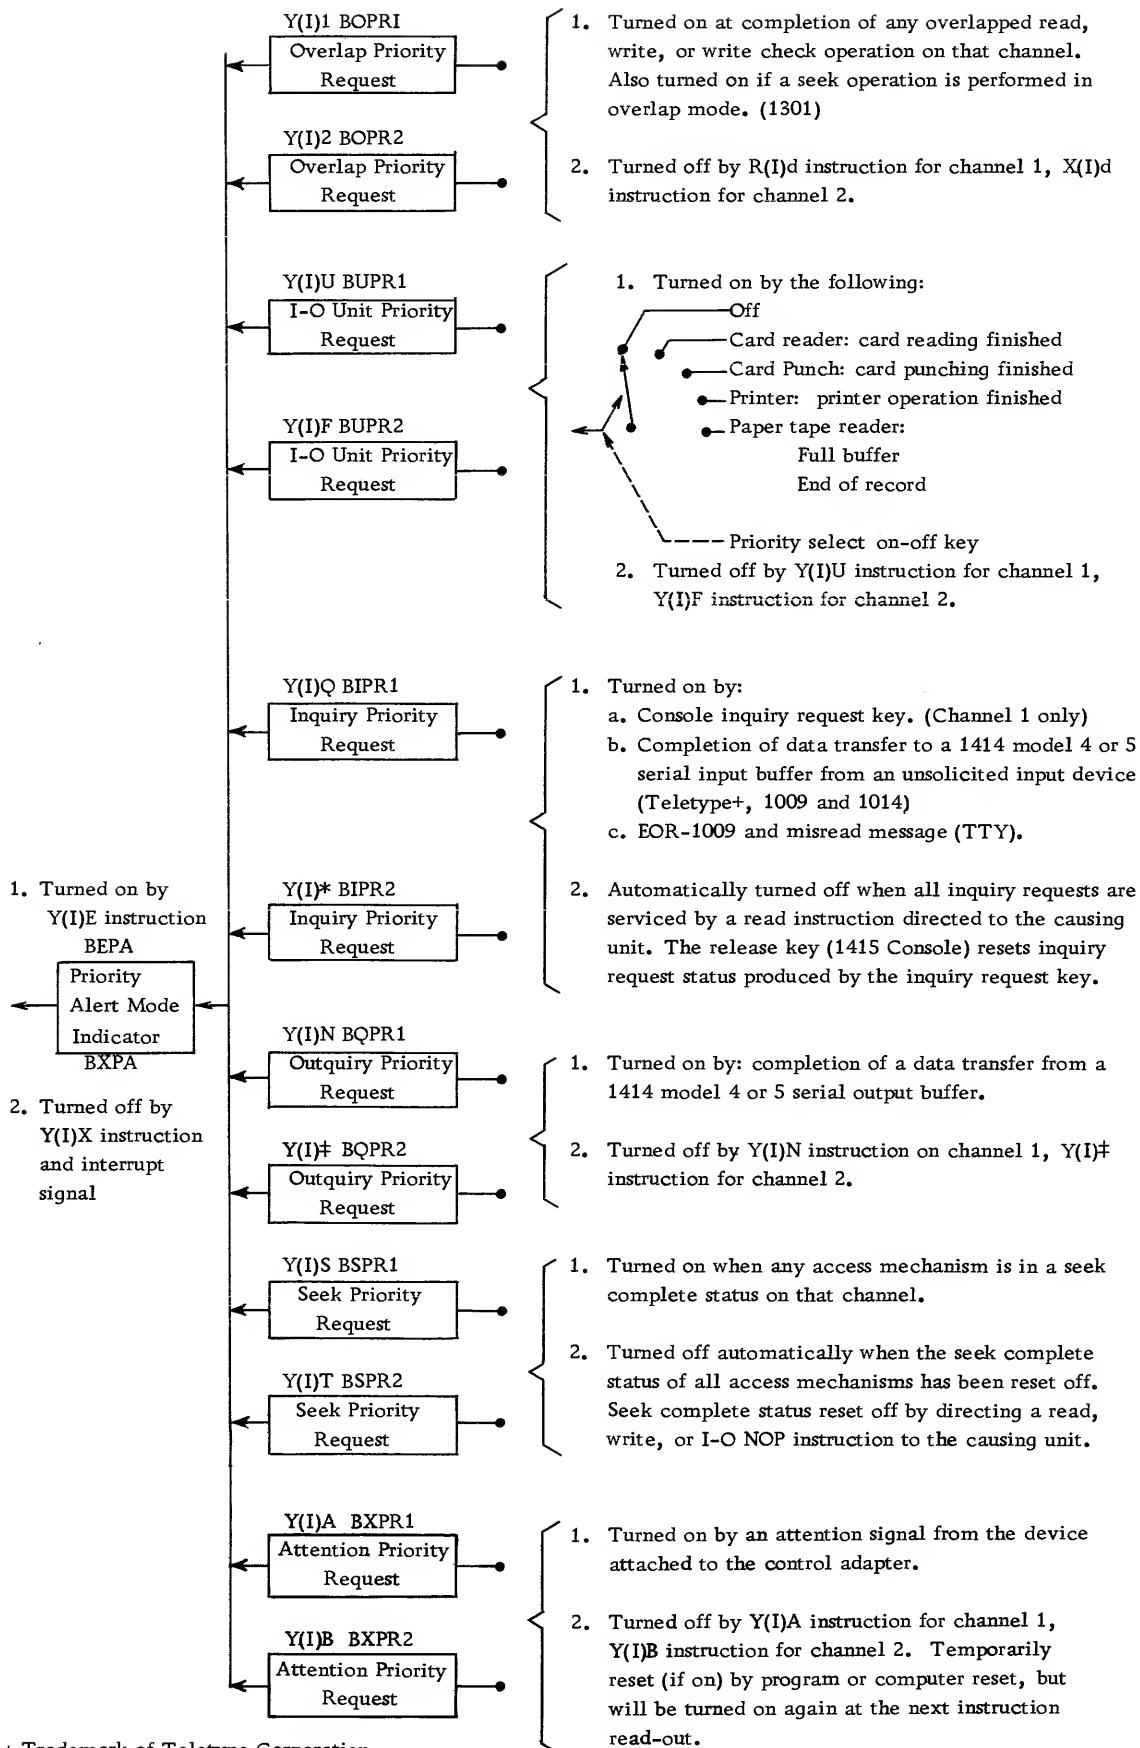 Y(I)1 BOPRI
Overlap Priority
Request
Y(I)2 BOPR2
Overlap Priority
Request
1. Turned on at completion of any overlapped read,
write, or write check operation on that channel.
Also turned on if a seek operation is performed in
overlap mode. (1301)
2. Turned off by R(I)d instruction for channel 1, X(I)d
instruction for channel 2.
Y(I)U BUPR1
I-O Unit Priority
Request
Y(I)F BUPR2
I-O Unit Priority
Request
1. Turned on by the following:
Off
Card reader: card reading finished
Card Punch: card punching finished
Printer: printer operation finished
Paper tape reader:
Full buffer
End of record
Priority select on-off key
2. Turned off by Y(I)U instruction for channel 1,
Y(I)F instruction for channel 2.
Y(I)Q BIPR1
Inquiry Priority
Request
Y(I)* BIPR2
Inquiry Priority
Request
1. Turned on by:
a. Console inquiry request key. (Channel 1 only)
b. Completion of data transfer to a 1414 model 4 or 5
serial input buffer from an unsolicited input device
(Teletype+, 1009 and 1014)
c. EOR-1009 and misread message (TTY).
2. Automatically turned off when all inquiry requests are
serviced by a read instruction directed to the causing
unit. The release key (1415 Console) resets inquiry
request status produced by the inquiry request key.
1. Turned on by
Y(I)E instruction
BEPA
Priority
Alert Mode
Indicator
BXPA
2. Turned off by
Y(I)X instruction
and interrupt
signal
Y(I)N BQPR1
Outquiry Priority
Request
Y(I)‡ BQPR2
Outquiry Priority
Request
1. Turned on by: completion of a data transfer from a
1414 model 4 or 5 serial output buffer.
2. Turned off by Y(I)N instruction on channel 1, Y(I)‡
instruction for channel 2.
Y(I)S BSPR1
Seek Priority
Request
Y(I)T BSPR2
Seek Priority
Request
1. Turned on when any access mechanism is in a seek
complete status on that channel.
2. Turned off automatically when the seek complete
status of all access mechanisms has been reset off.
Seek complete status reset off by directing a read,
write, or I-O NOP instruction to the causing unit.
Y(I)A BXPR1
Attention Priority
Request
Y(I)B BXPR2
Attention Priority
Request
1. Turned on by an attention signal from the device
attached to the control adapter.
2. Turned off by Y(I)A instruction for channel 1,
Y(I)B instruction for channel 2. Temporarily
reset (if on) by program or computer reset, but
will be turned on again at the next instruction
read-out.
+ Trademark of Teletype Corporation